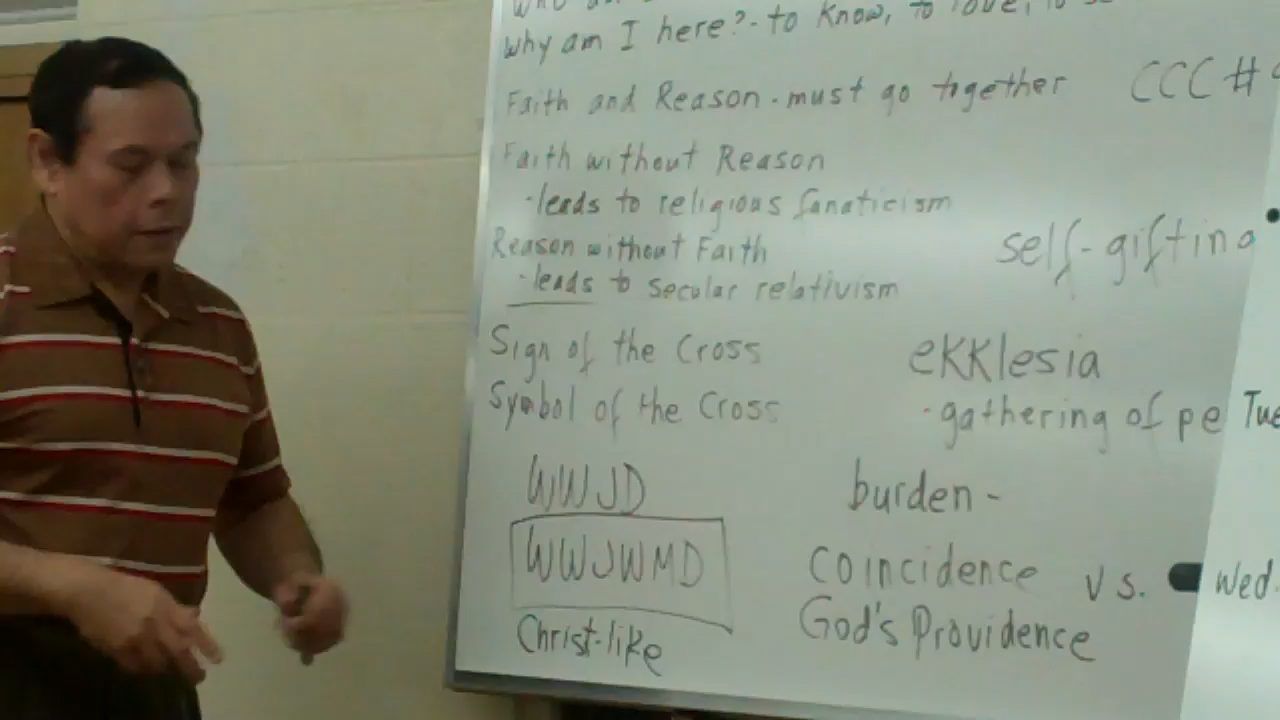 why am I here? - to know, to love, to
Faith and Reason - must go together
CCC #
Faith without Reason
- leads to religious fanaticism
Reason without Faith
- leads to secular relativism
self-gifting
Sign of the Cross
Symbol of the Cross
ekklesia
- gathering of pe
Tue
WWJD
WWJWMD
Christ-like
burden -
coincidence vs.
God's Providence
Wed.